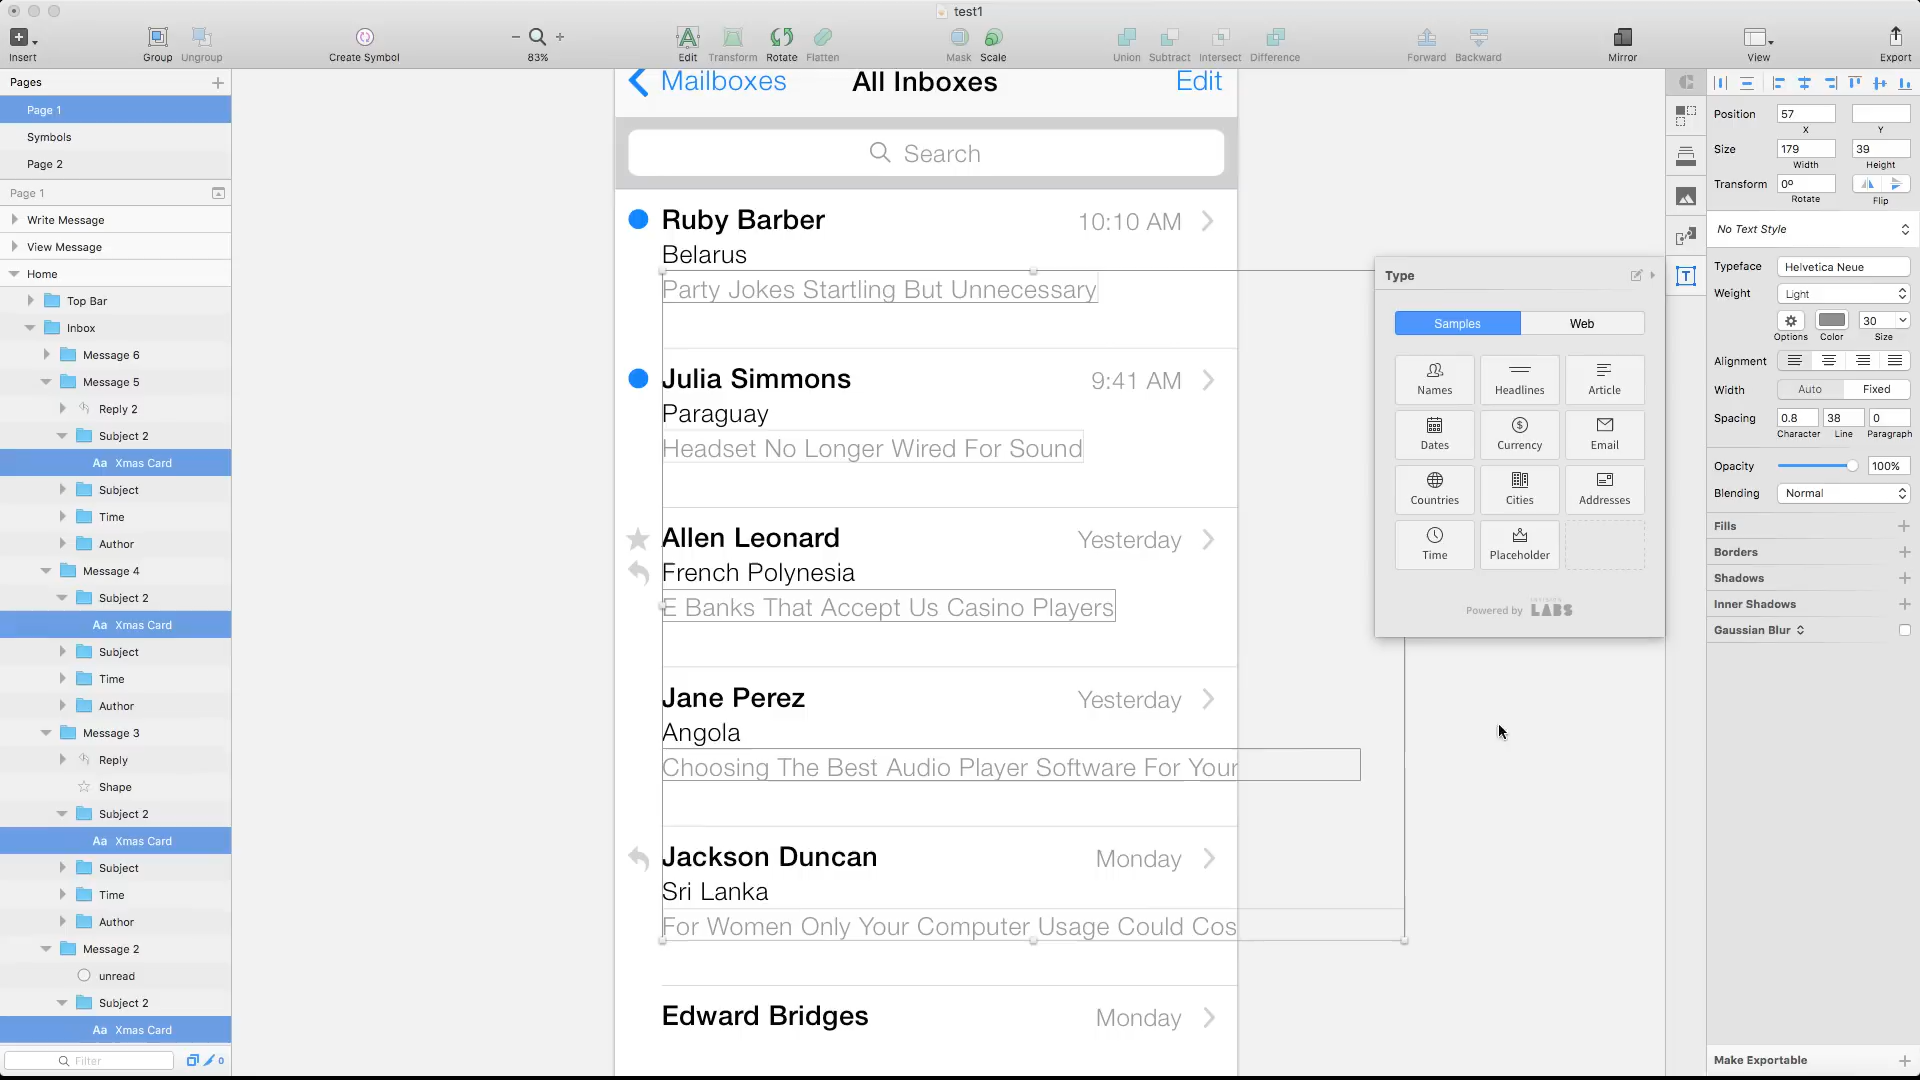 test1
Insert
Group
Ungroup
Create Symbol
83%
Edit
Transform
Rotate
Flatten
Mask
Scale
Union
Subtract
Intersect
Difference
Forward
Backward
Mirror
View
Export
Pages
Page 1
Symbols
Page 2
Page 1
Write Message
View Message
Home
Top Bar
Inbox
Message 6
Message 5
Reply 2
Subject 2
Aa Xmas Card
Subject
Time
Author
Message 4
Subject 2
Aa Xmas Card
Subject
Time
Author
Message 3
Reply
Shape
Subject 2
Aa Xmas Card
Subject
Time
Author
Message 2
unread
Subject 2
Aa Xmas Card
Filter
0
Mailboxes
All Inboxes
Edit
Search
Ruby Barber
10:10 AM
Belarus
Party Jokes Startling But Unnecessary
Julia Simmons
9:41 AM
Paraguay
Headset No Longer Wired For Sound
Allen Leonard
Yesterday
French Polynesia
E Banks That Accept Us Casino Players
Jane Perez
Yesterday
Angola
Choosing The Best Audio Player Software For Your
Jackson Duncan
Monday
Sri Lanka
For Women Only Your Computer Usage Could Cos
Edward Bridges
Monday
Type
Samples
Web
Names
Headlines
Article
Dates
Currency
Email
Countries
Cities
Addresses
Time
Placeholder
Powered by LABS
Position
57
X
Y
Size
179
39
Width
Height
Transform
0º
Rotate
Flip
No Text Style
Typeface
Helvetica Neue
Weight
Light
30
Options
Color
Size
Alignment
Width
Auto
Fixed
Spacing
0.8
38
0
Character
Line
Paragraph
Opacity
100%
Blending
Normal
Fills
Borders
Shadows
Inner Shadows
Gaussian Blur
Make Exportable